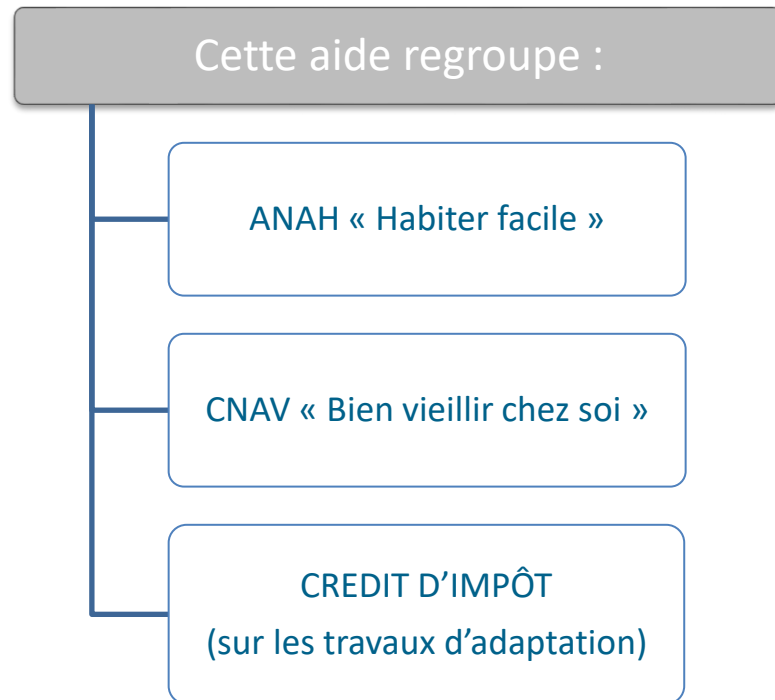 Cette aide regroupe :
ANAH « Habiter facile »
CNAV « Bien vieillir chez soi »
CREDIT D’IMPÔT
(sur les travaux d’adaptation)